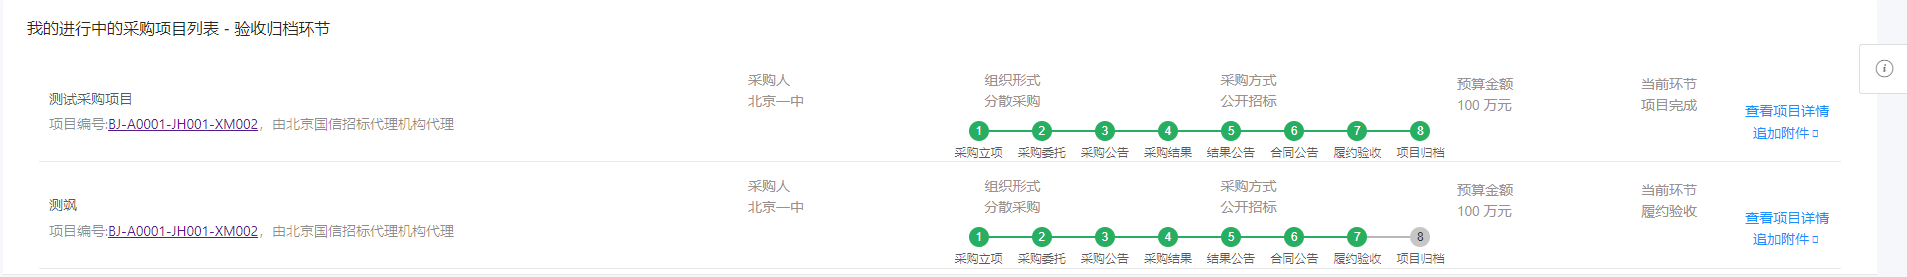 我的进行中的采购项目列表 - 验收归档环节
测试采购项目
项目编号:BJ-A0001-JH001-XM002，由北京国信招标代理机构代理
采购人
北京一中
组织形式
分散采购
采购方式
公开招标
1 2 3 4 5 6 7 8
采购立项 采购委托 采购公告 采购结果 结果公告 合同公告 履约验收 项目归档
预算金额
100 万元
当前环节
项目完成
查看项目详情
追加附件
测飒
项目编号:BJ-A0001-JH001-XM002，由北京国信招标代理机构代理
采购人
北京一中
组织形式
分散采购
采购方式
公开招标
1 2 3 4 5 6 7 8
采购立项 采购委托 采购公告 采购结果 结果公告 合同公告 履约验收 项目归档
预算金额
100 万元
当前环节
履约验收
查看项目详情
追加附件